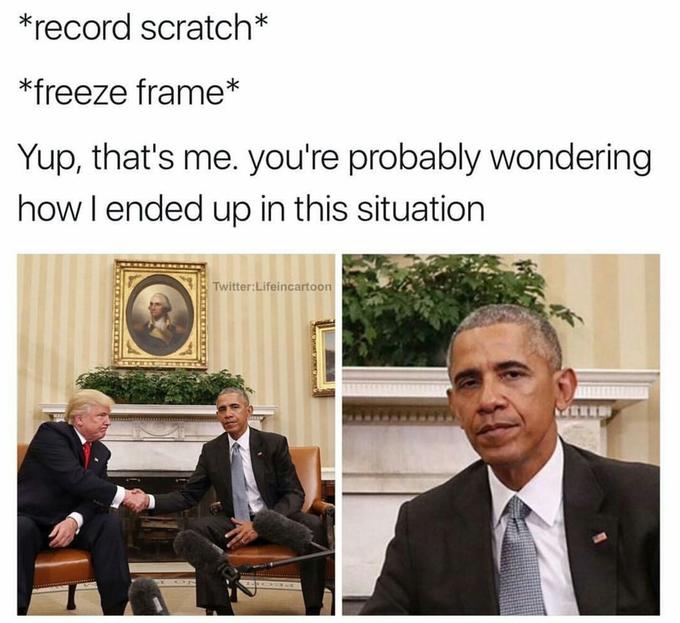 *record scratch*
*freeze frame*
Yup, that's me. you're probably wondering
how I ended up in this situation
Twitter:Lifeincartoon